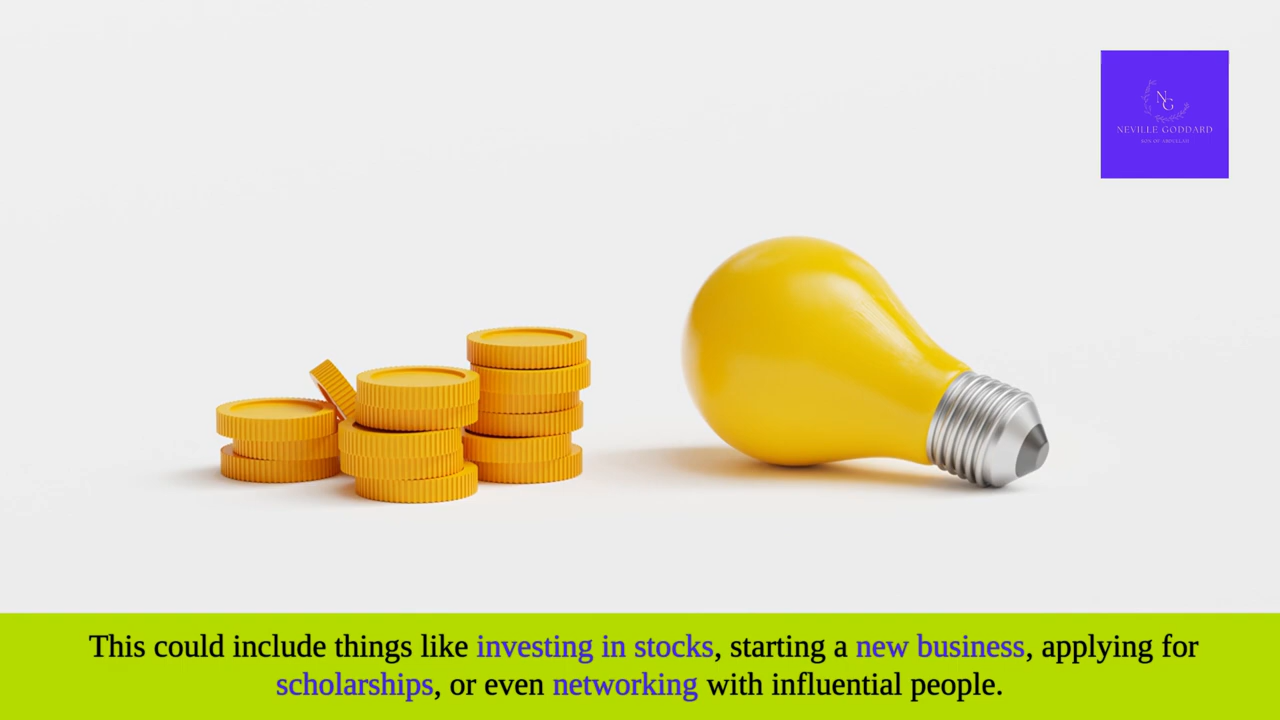 NG
NEVILLE GODDARD
This could include things like investing in stocks, starting a new business, applying for
scholarships, or even networking with influential people.